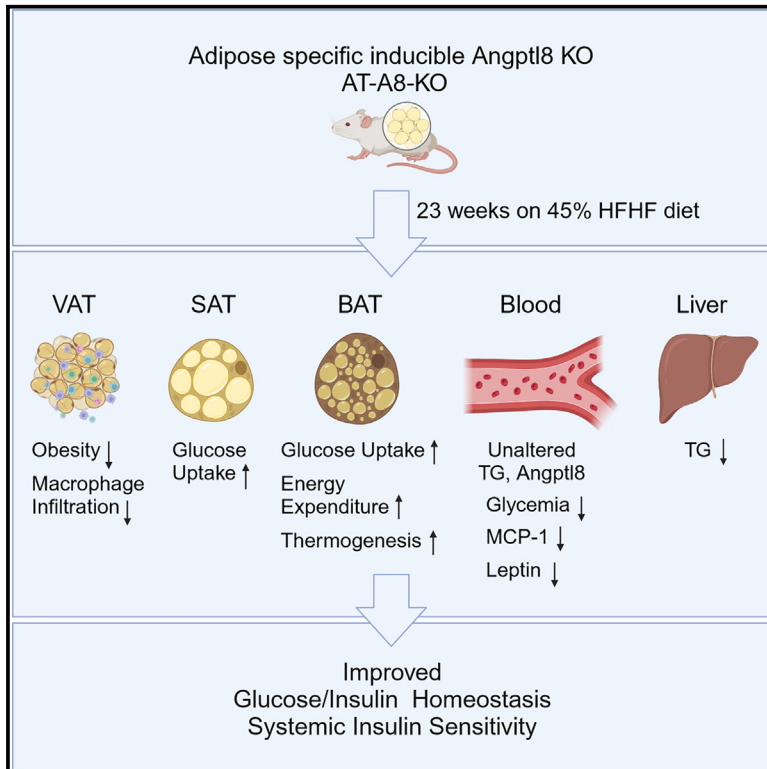 Adipose specific inducible Angptl8 KO
AT-A8-KO
23 weeks on 45% HFHF diet
VAT
Obesity ↓
Macrophage
Infiltration ↓
SAT
Glucose
Uptake ↑
BAT
Glucose Uptake ↑
Energy
Expenditure ↑
Thermogenesis ↑
Blood
Unaltered
TG, Angptl8
Glycemia ↓
MCP-1 ↓
Leptin ↓
Liver
TG ↓
Improved
Glucose/Insulin Homeostasis
Systemic Insulin Sensitivity